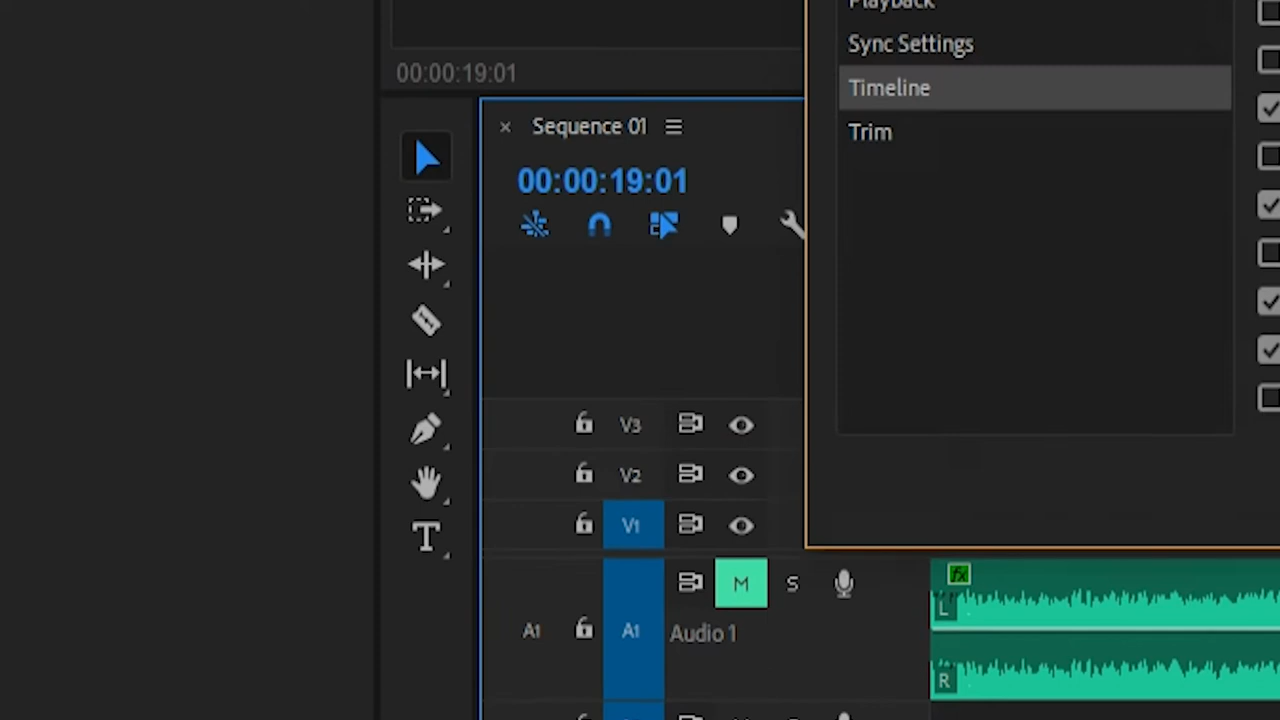 Playback
Sync Settings
Timeline
Trim
00:00:19:01
Sequence 01
00:00:19:01
V3
V2
V1
fx
M
S
L
A1
A1
Audio 1
R